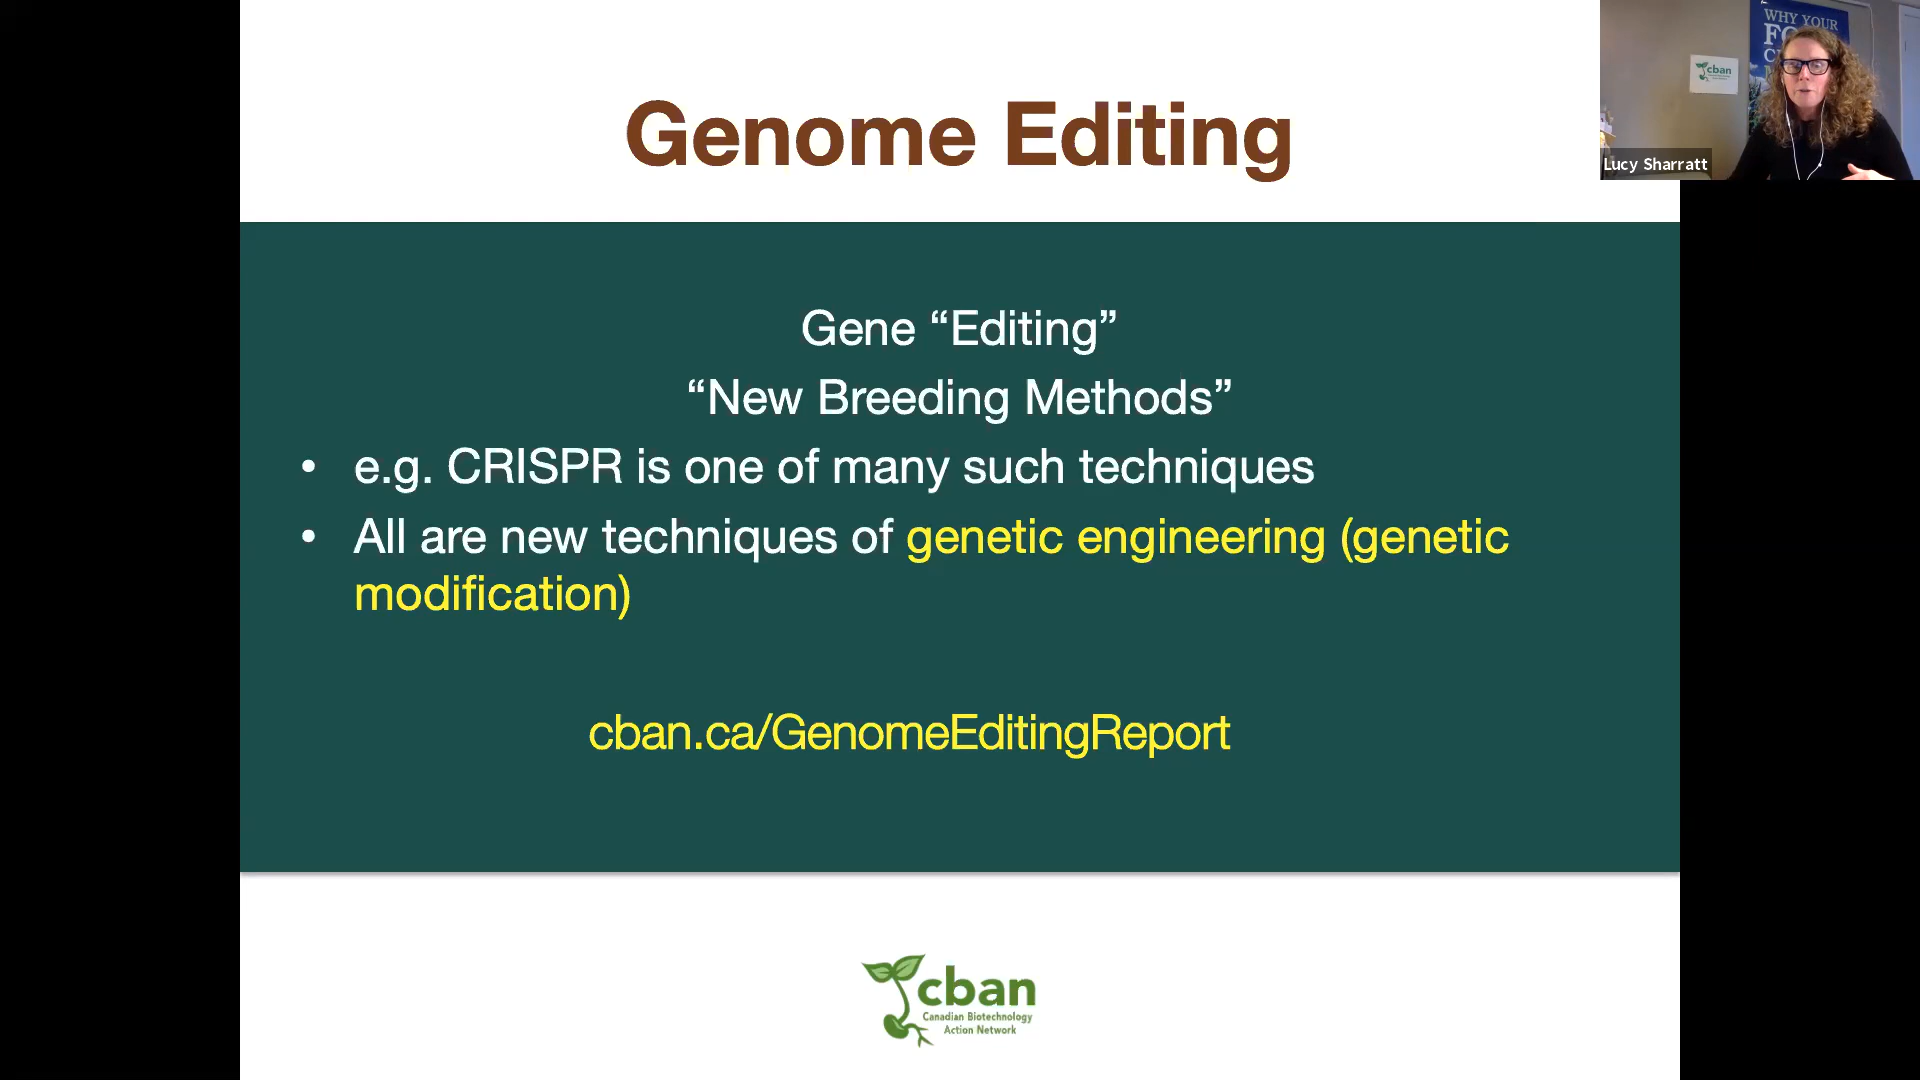 Genome Editing
WHY YOUR
cban
Lucy Sharratt
Gene “Editing”
“New Breeding Methods”
• e.g. CRISPR is one of many such techniques
• All are new techniques of genetic engineering (genetic
modification)
cban.ca/GenomeEditingReport
cban
Canadian Biotechnology
Action Network